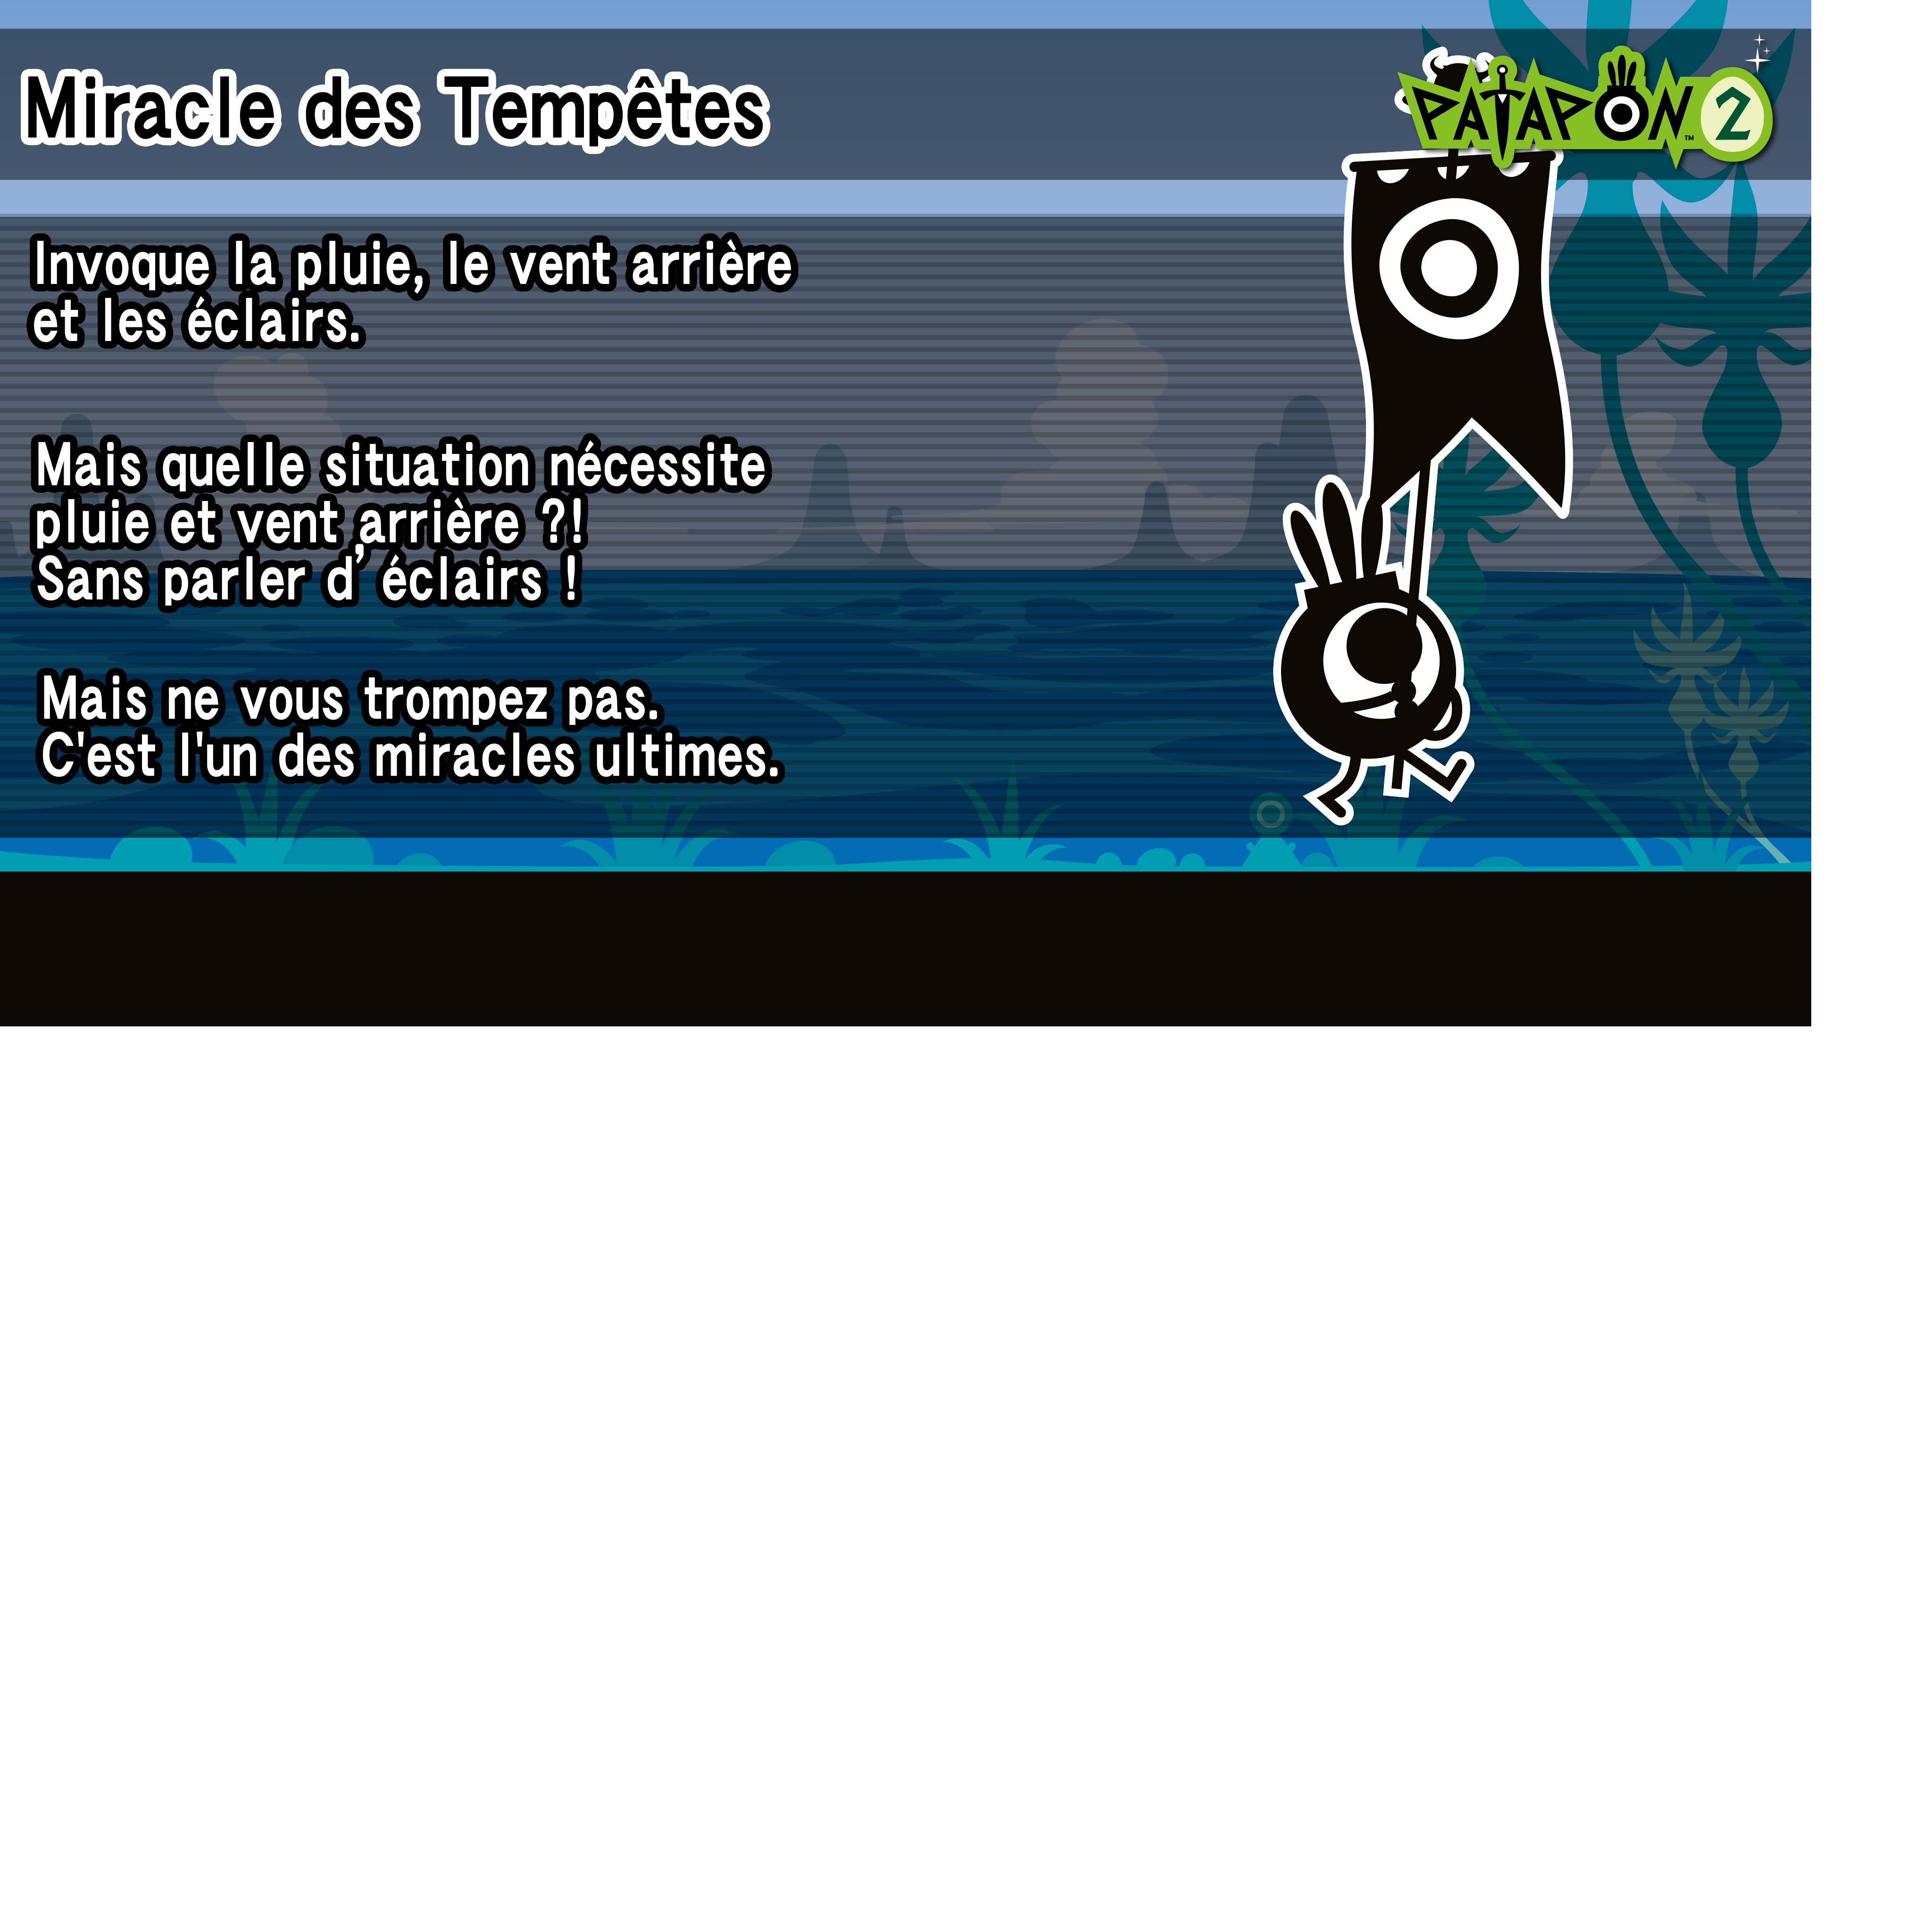 Miracle des Tempêtes
PATAPON 2
™
Invoque la pluie, le vent arrière
et les éclairs.
Mais quelle situation nécessite
pluie et vent arrière ?!
Sans parler d'éclairs !
Mais ne vous trompez pas.
C'est l'un des miracles ultimes.